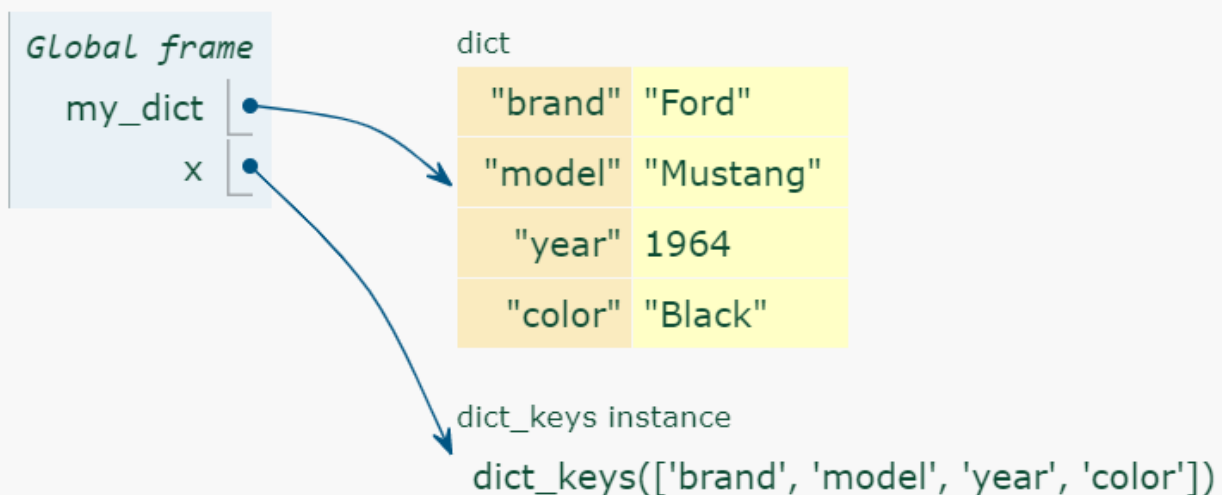 Global frame
my_dict
x
dict
"brand" "Ford"
"model" "Mustang"
"year" 1964
"color" "Black"
dict_keys instance
dict_keys(['brand', 'model', 'year', 'color'])